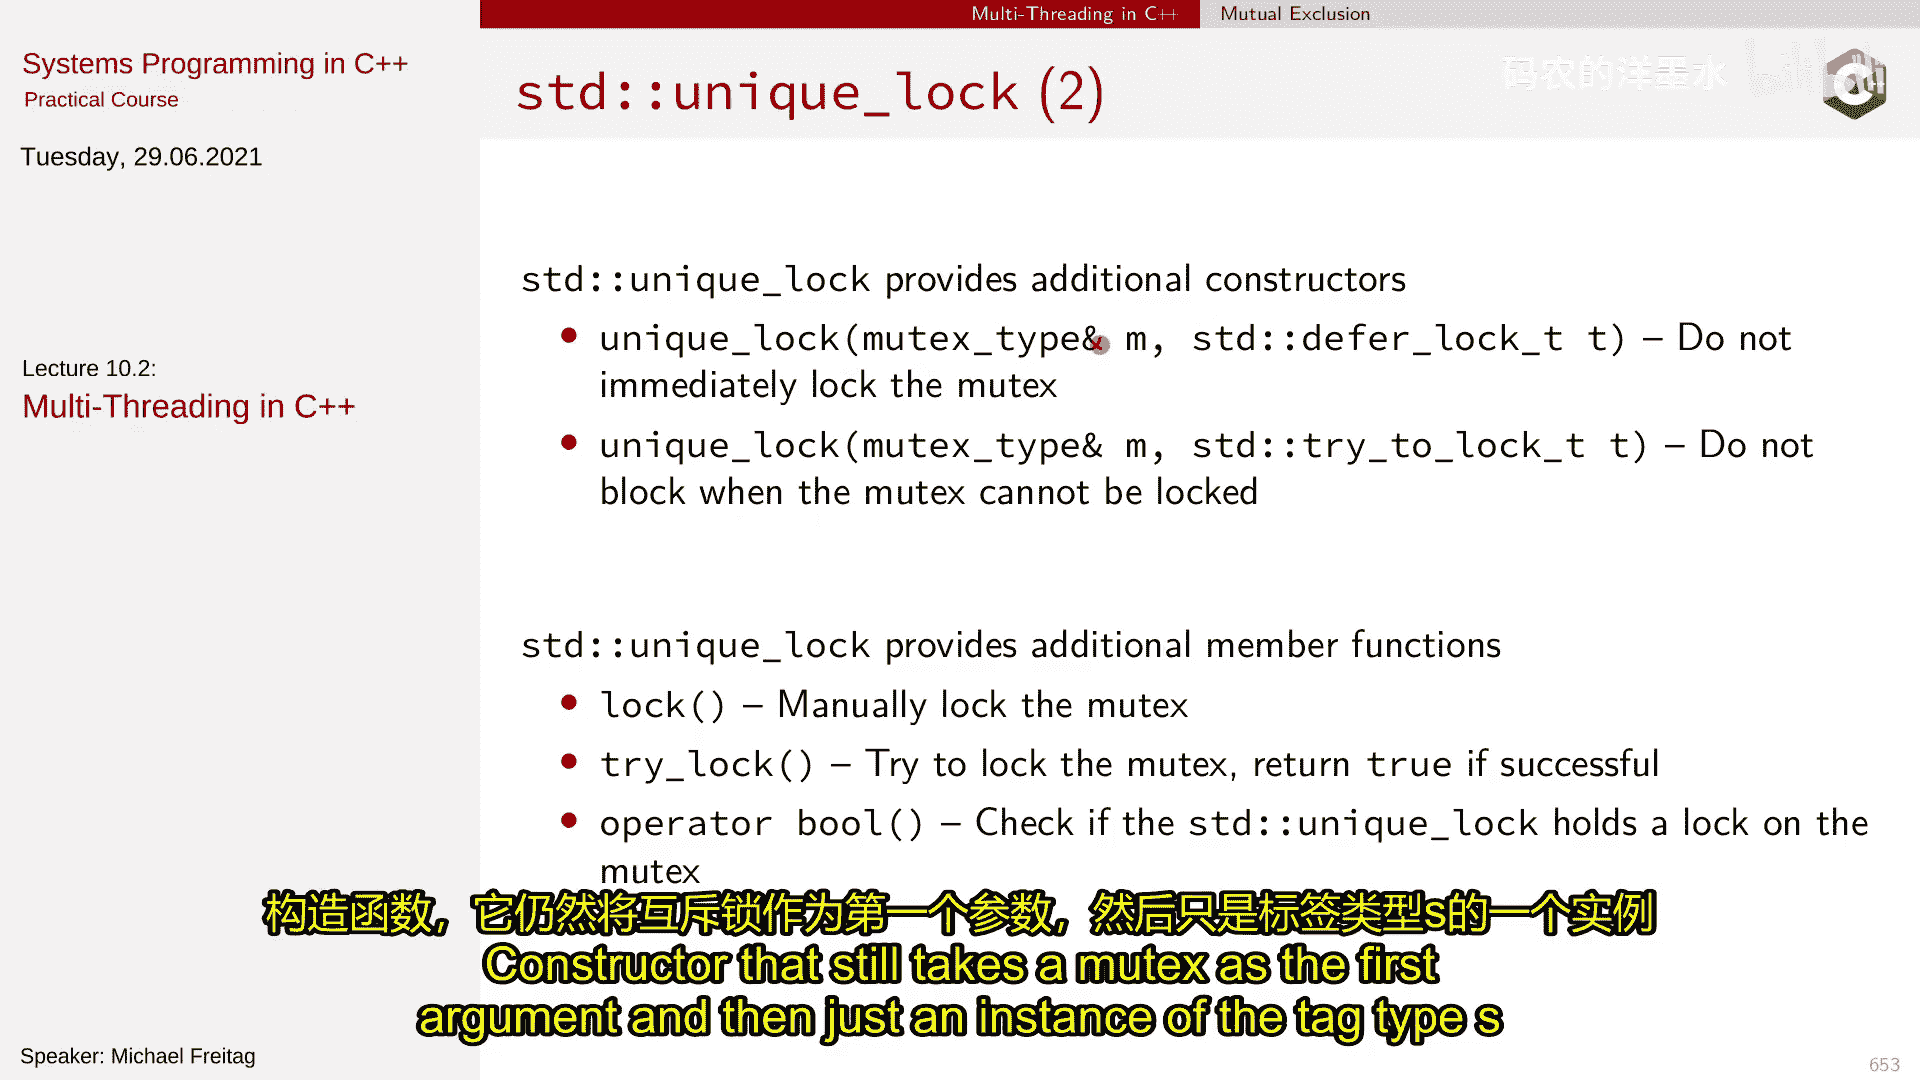 Multi-Threading in C++
Mutual Exclusion
Systems Programming in C++
Practical Course
Tuesday, 29.06.2021
Lecture 10.2:
Multi-Threading in C++
Speaker: Michael Freitag
std::unique_lock (2)
码农的洋墨水
std::unique_lock provides additional constructors
• unique_lock(mutex_type& m, std::defer_lock_t t) – Do not
immediately lock the mutex
• unique_lock(mutex_type& m, std::try_to_lock_t t) – Do not
block when the mutex cannot be locked
std::unique_lock provides additional member functions
• lock() – Manually lock the mutex
• try_lock() – Try to lock the mutex, return true if successful
• operator bool() – Check if the std::unique_lock holds a lock on the
mutex
构造函数，它仍然将互斥锁作为第一个参数，然后只是标签类型s的一个实例
Constructor that still takes a mutex as the first
argument and then just an instance of the tag type s
653